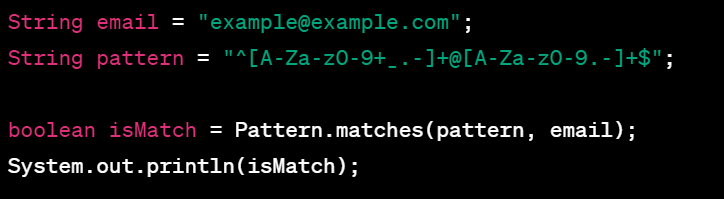 String email = "example@example.com";
String pattern = "^[A-Za-z0-9+_.-]+@[A-Za-z0-9.-]+$";
boolean isMatch = Pattern.matches(pattern, email);
System.out.println(isMatch);